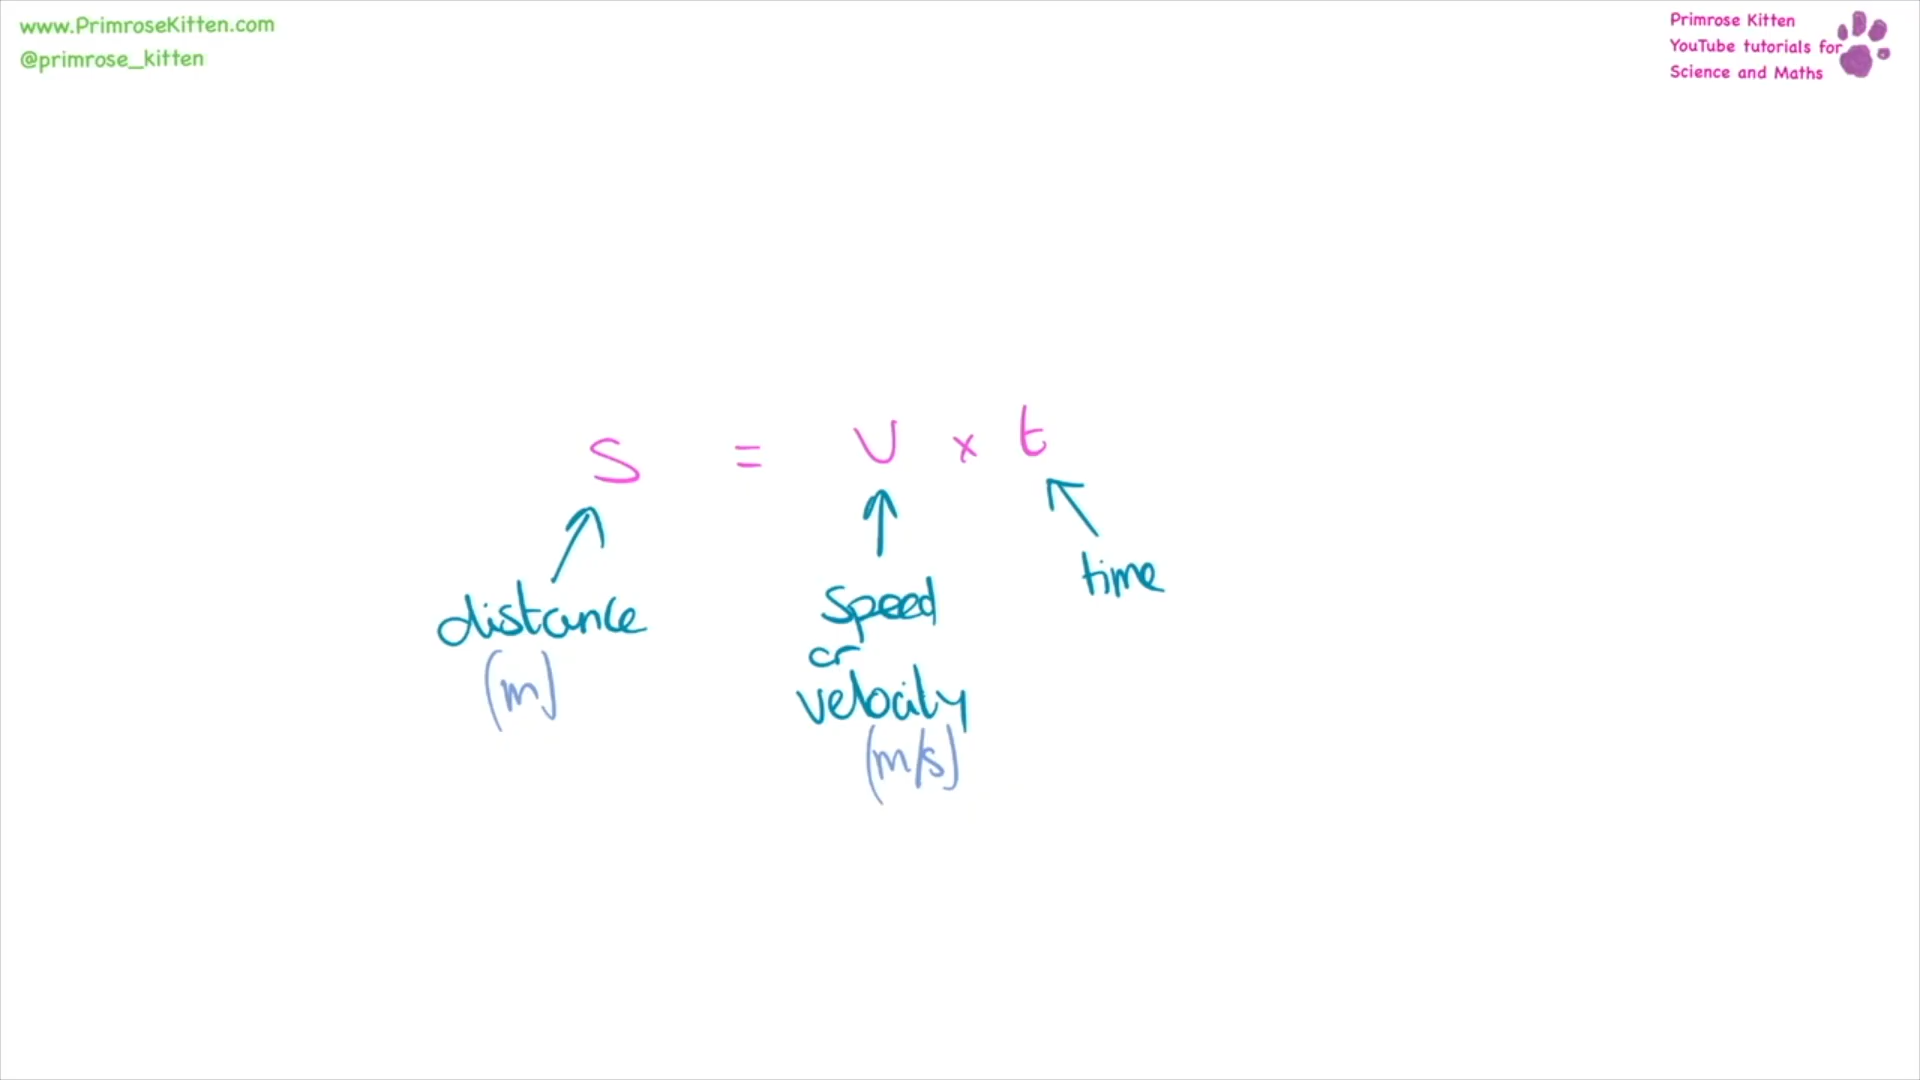 www.PrimroseKitten.com
@primrose_kitten
Primrose Kitten
YouTube tutorials for
Science and Maths
s = v × t
distance
(m)
speed
or
velocity
(m/s)
time